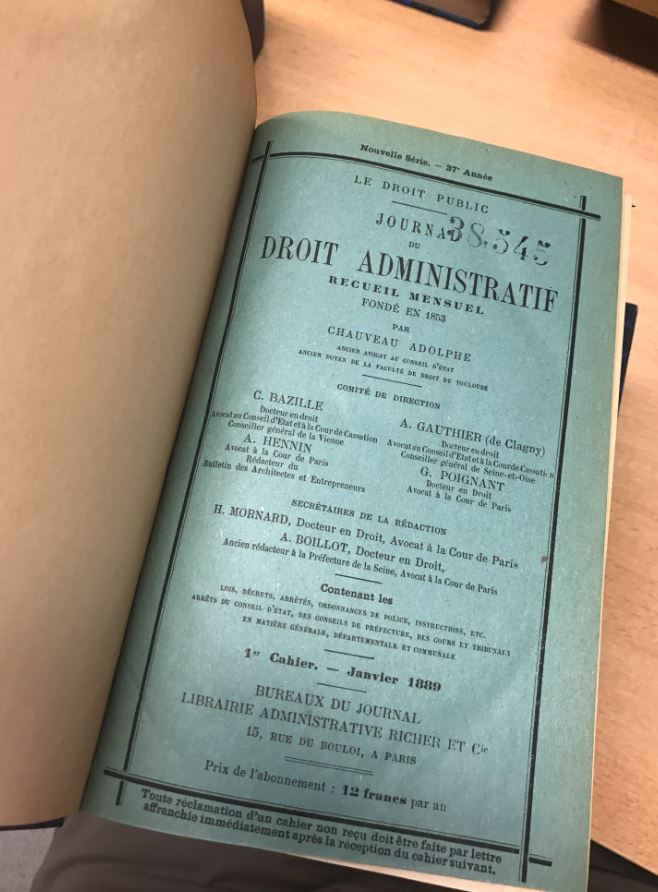 Nouvelle Série. — 37e Année
LE DROIT PUBLIC
JOURNA 38.545
DU
DROIT ADMINISTRATIF
RECUEIL MENSUEL
FONDÉ EN 1853
PAR
CHAUVEAU ADOLPHE
ANCIEN AVOCAT AU CONSEIL D'ÉTAT
ANCIEN DOYEN DE LA FACULTÉ DE DROIT DE TOULOUSE
COMITÉ DE DIRECTION
C. BAZILLE
Docteur en droit
Avocat au Conseil d'Etat et à la Cour de Cassation
Conseiller général de la Vienne
A. HENNIN
Avocat à la Cour de Paris
Rédacteur du
Bulletin des Architectes et Entrepreneurs
A. GAUTHIER (de Clagny)
Docteur en droit
Avocat au Conseil d'Etat et à la Cour de Cassation
Conseiller général de Seine-et-Oise
G. POIGNANT
Docteur en Droit
Avocat à la Cour de Paris
SECRÉTAIRES DE LA RÉDACTION
H. MORNARD, Docteur en Droit, Avocat à la Cour de Paris
A. BOILLOT, Docteur en Droit,
Ancien rédacteur à la Préfecture de la Seine, Avocat à la Cour de Paris
Contenant les
LOIS, DÉCRETS, ARRÊTÉS, ORDONNANCES DE POLICE, INSTRUCTIONS, ETC.
ARRÊTS DU CONSEIL D'ÉTAT, DES CONSEILS DE PRÉFECTURE, DES COURS ET TRIBUNAUX
EN MATIÈRE GÉNÉRALE, DÉPARTEMENTALE ET COMMUNALE
1er Cahier. — Janvier 1889
BUREAUX DU JOURNAL
LIBRAIRIE ADMINISTRATIVE RICHER ET Cie
15, RUE DU BOULOI, A PARIS
Prix de l'abonnement : 12 francs par an
Toute réclamation d'un cahier non reçu doit être faite par lettre
affranchie immédiatement après la réception du cahier suivant.